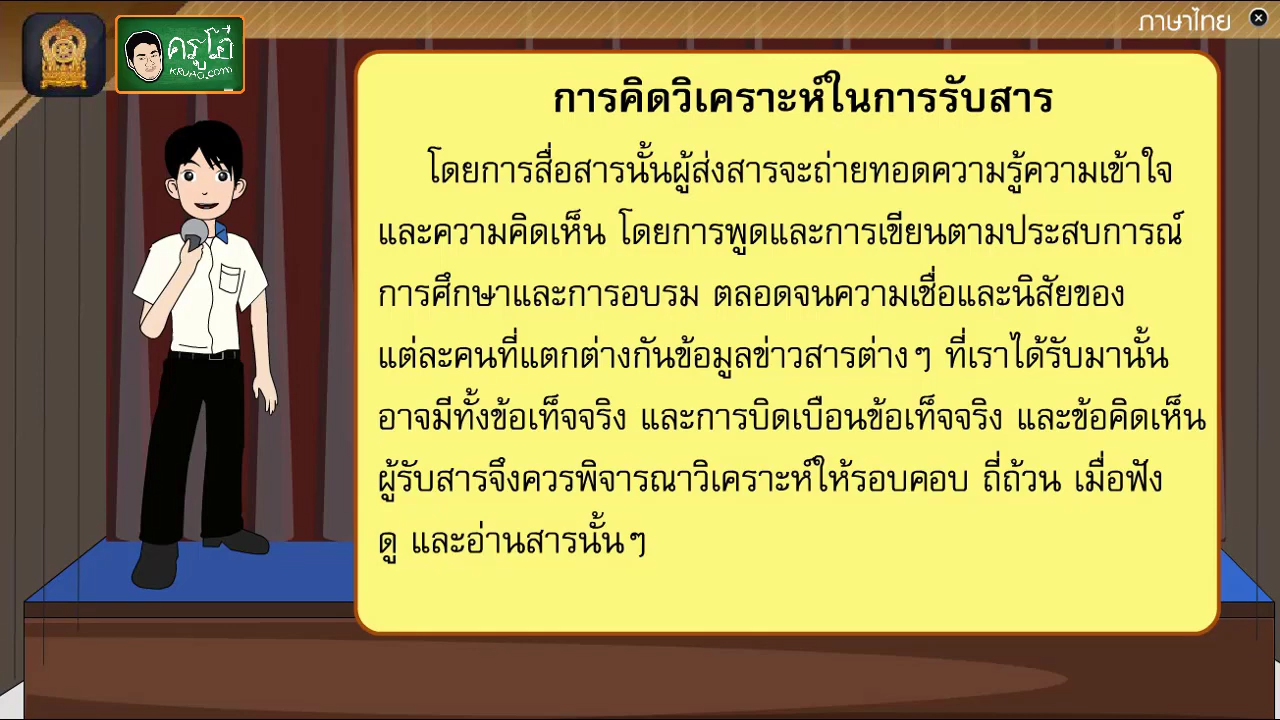 ภาษาไทย
ครูโอ๋
KRUHO.com
การคิดวิเคราะห์ในการรับสาร
โดยการสื่อสารนั้นผู้ส่งสารจะถ่ายทอดความรู้ความเข้าใจ
และความคิดเห็น โดยการพูดและการเขียนตามประสบการณ์
การศึกษาและการอบรม ตลอดจนความเชื่อและนิสัยของ
แต่ละคนที่แตกต่างกันข้อมูลข่าวสารต่างๆ ที่เราได้รับมานั้น
อาจมีทั้งข้อเท็จจริง และการบิดเบือนข้อเท็จจริง และข้อคิดเห็น
ผู้รับสารจึงควรพิจารณาวิเคราะห์ให้รอบคอบ ถี่ถ้วน เมื่อฟัง
ดู และอ่านสารนั้นๆ